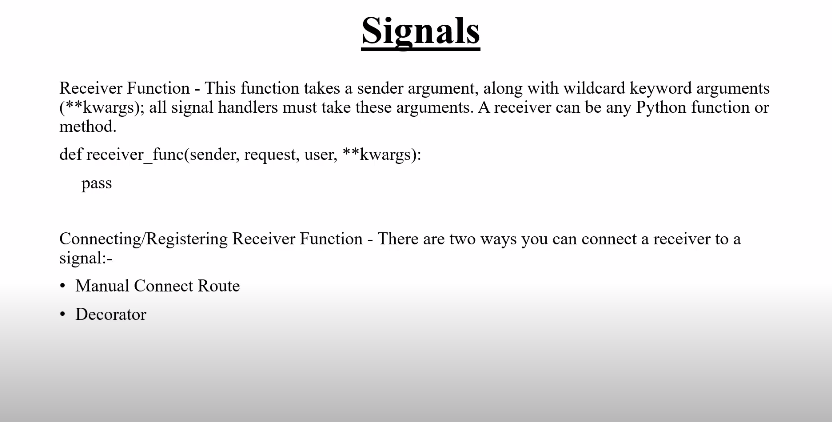 Signals
Receiver Function - This function takes a sender argument, along with wildcard keyword arguments
(**kwargs); all signal handlers must take these arguments. A receiver can be any Python function or
method.
def receiver_func(sender, request, user, **kwargs):
pass
Connecting/Registering Receiver Function - There are two ways you can connect a receiver to a
signal:-
• Manual Connect Route
• Decorator